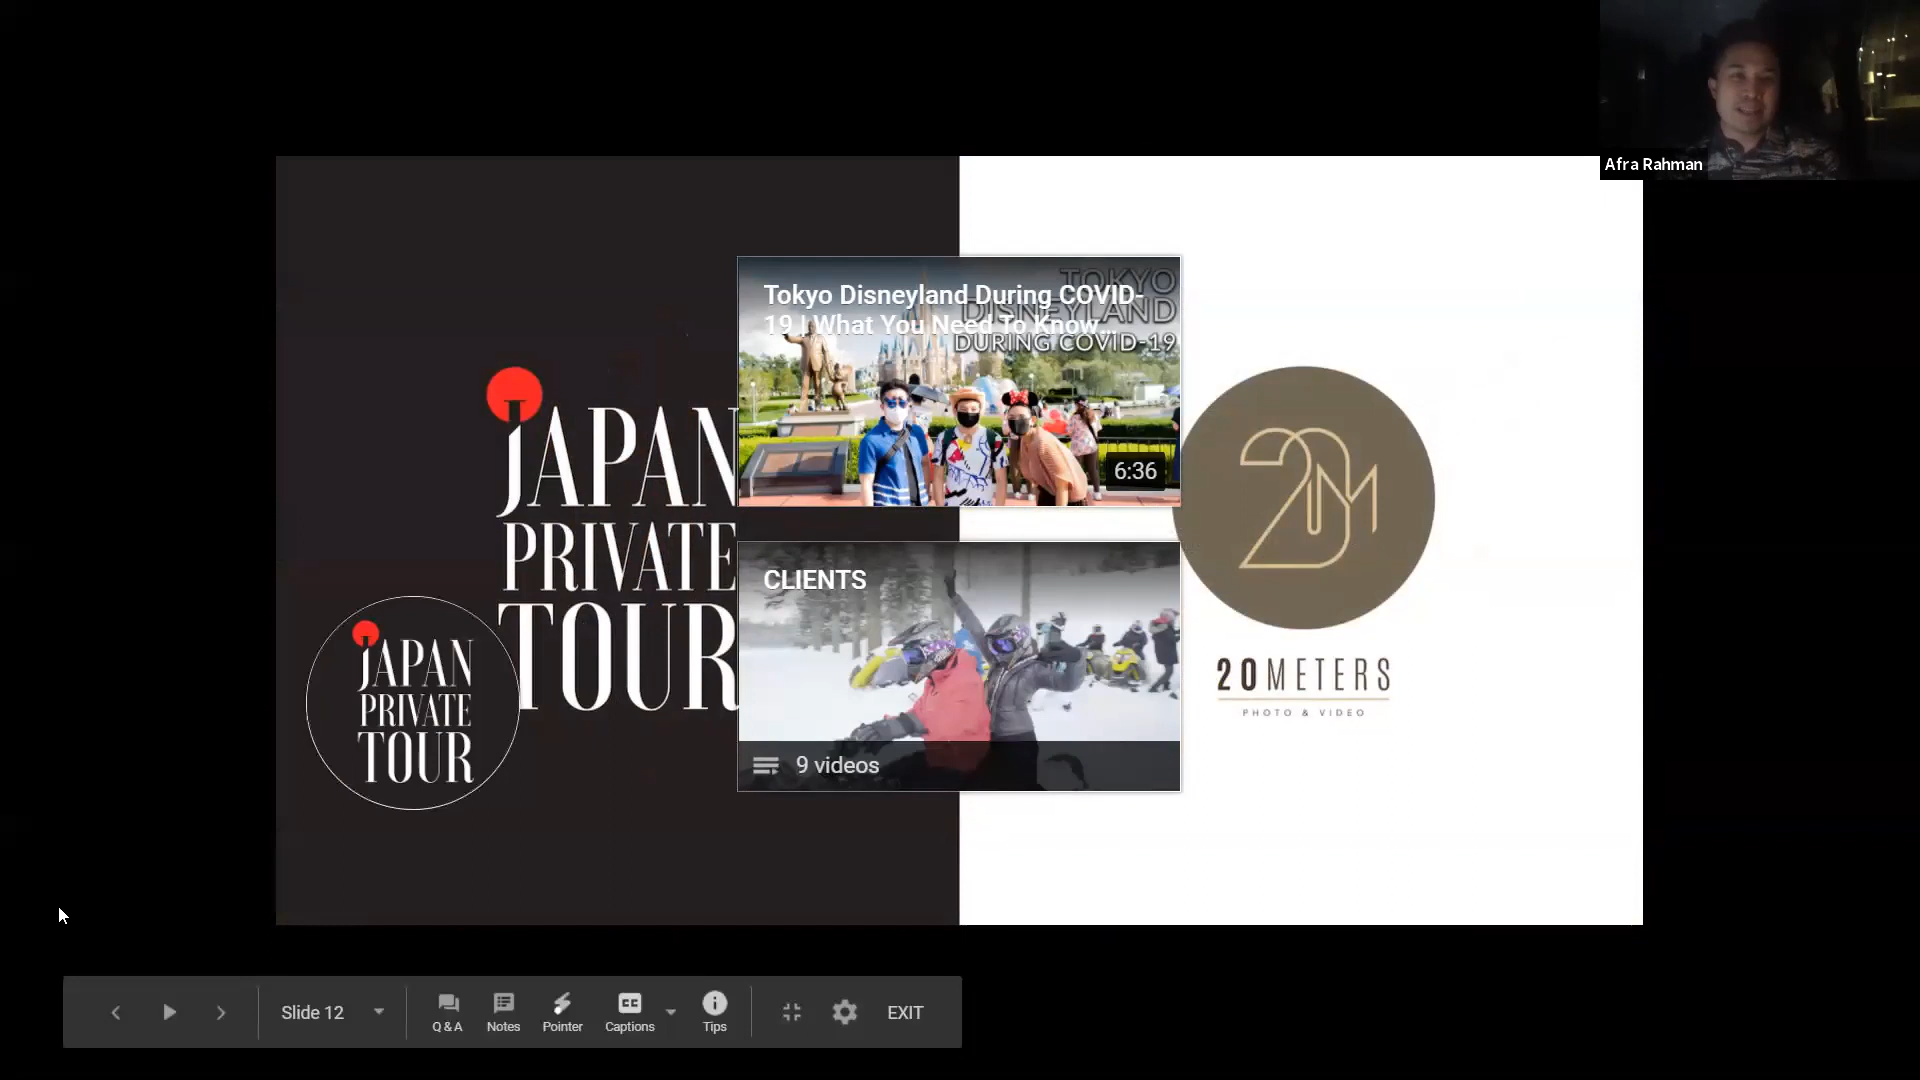 Afra Rahman
JAPAN
PRIVATE
TOUR
JAPAN
PRIVATE
TOUR
Tokyo Disneyland During COVID-
19 | What You Need To Know...
TOKYO
DISNEYLAND
DURING COVID-19
6:36
CLIENTS
9 videos
20M
20METERS
PHOTO & VIDEO
Slide 12
Q & A
Notes
Pointer
CC
Captions
Tips
EXIT